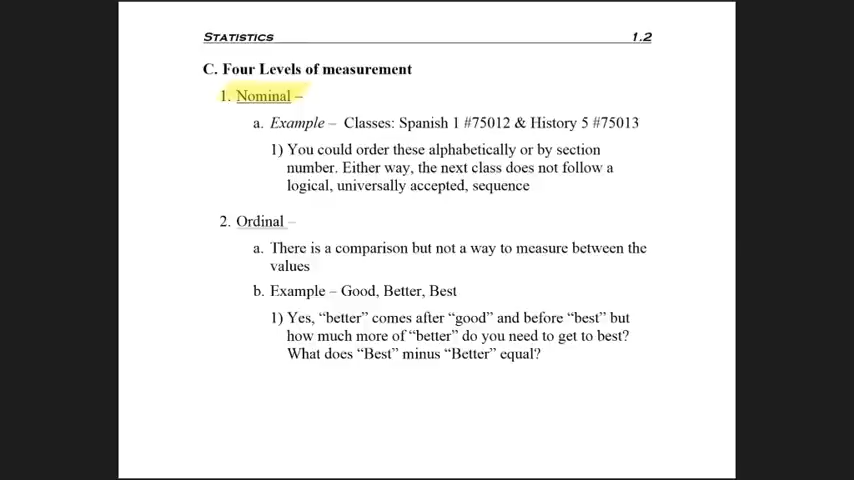 STATISTICS 1.2
C. Four Levels of measurement
1. Nominal –
a. Example – Classes: Spanish 1 #75012 & History 5 #75013
1) You could order these alphabetically or by section
number. Either way, the next class does not follow a
logical, universally accepted, sequence
2. Ordinal –
a. There is a comparison but not a way to measure between the
values
b. Example – Good, Better, Best
1) Yes, “better” comes after “good” and before “best” but
how much more of “better” do you need to get to best?
What does “Best” minus “Better” equal?